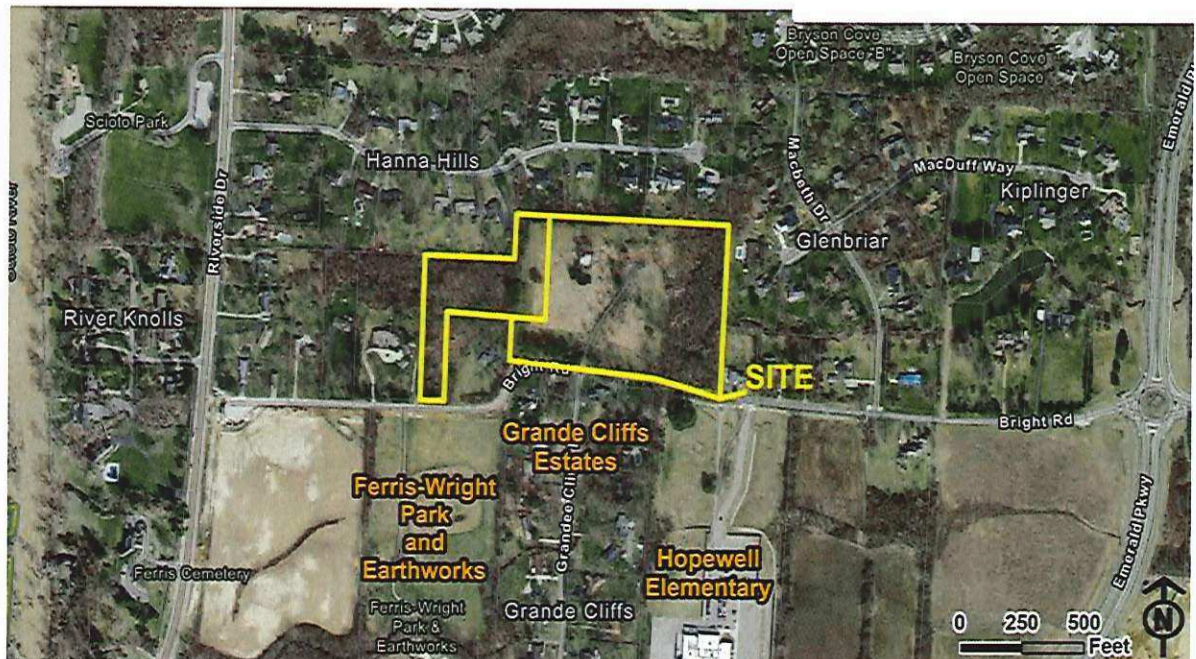 Bryson Cove
Open Space "B"
Bryson Cove
Open Space
Scioto Park
Hanna Hills
Riverside Dr
Macbeth Dr
MacDuff Way
Kiplinger
Glenbriar
River Knolls
Bright Rd
SITE
Bright Rd
Grande Cliffs
Estates
Ferris-Wright
Park
and
Earthworks
Hopewell
Elementary
Emerald Pkwy
Ferris Cemetery
Ferris-Wright
Park &
Earthworks
Grande Cliffs
0 250 500
Feet
N